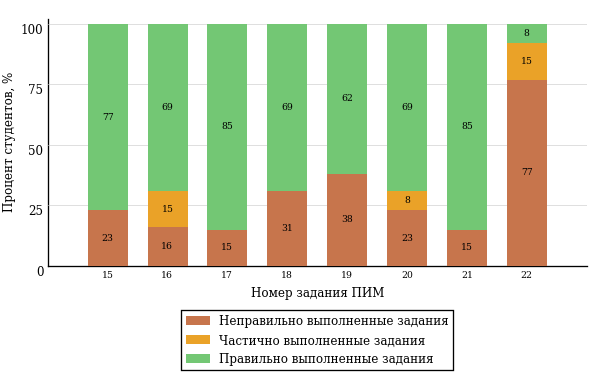 Процент студентов, %
100
75
50
25
0
77 69 85 69 62 69 85 8
15 8 15
23 16 15 31 38 23 15 77
15 16 17 18 19 20 21 22
Номер задания ПИМ
Неправильно выполненные задания
Частично выполненные задания
Правильно выполненные задания